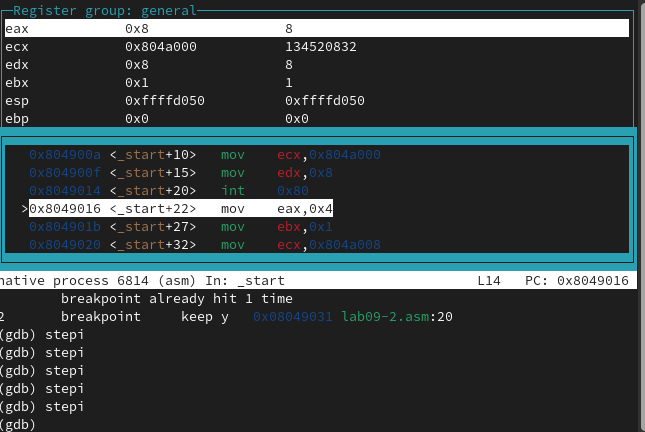 Register group: general
eax 0x8 8
ecx 0x804a000 134520832
edx 0x8 8
ebx 0x1 1
esp 0xffffd050 0xffffd050
ebp 0x0 0x0
0x804900a <_start+10> mov ecx,0x804a000
0x804900f <_start+15> mov edx,0x8
0x8049014 <_start+20> int 0x80
>0x8049016 <_start+22> mov eax,0x4
0x804901b <_start+27> mov ebx,0x1
0x8049020 <_start+32> mov ecx,0x804a008
native process 6814 (asm) In: _start L14 PC: 0x8049016
breakpoint already hit 1 time
2 breakpoint keep y 0x08049031 lab09-2.asm:20
(gdb) stepi
(gdb) stepi
(gdb) stepi
(gdb) stepi
(gdb) stepi
(gdb)